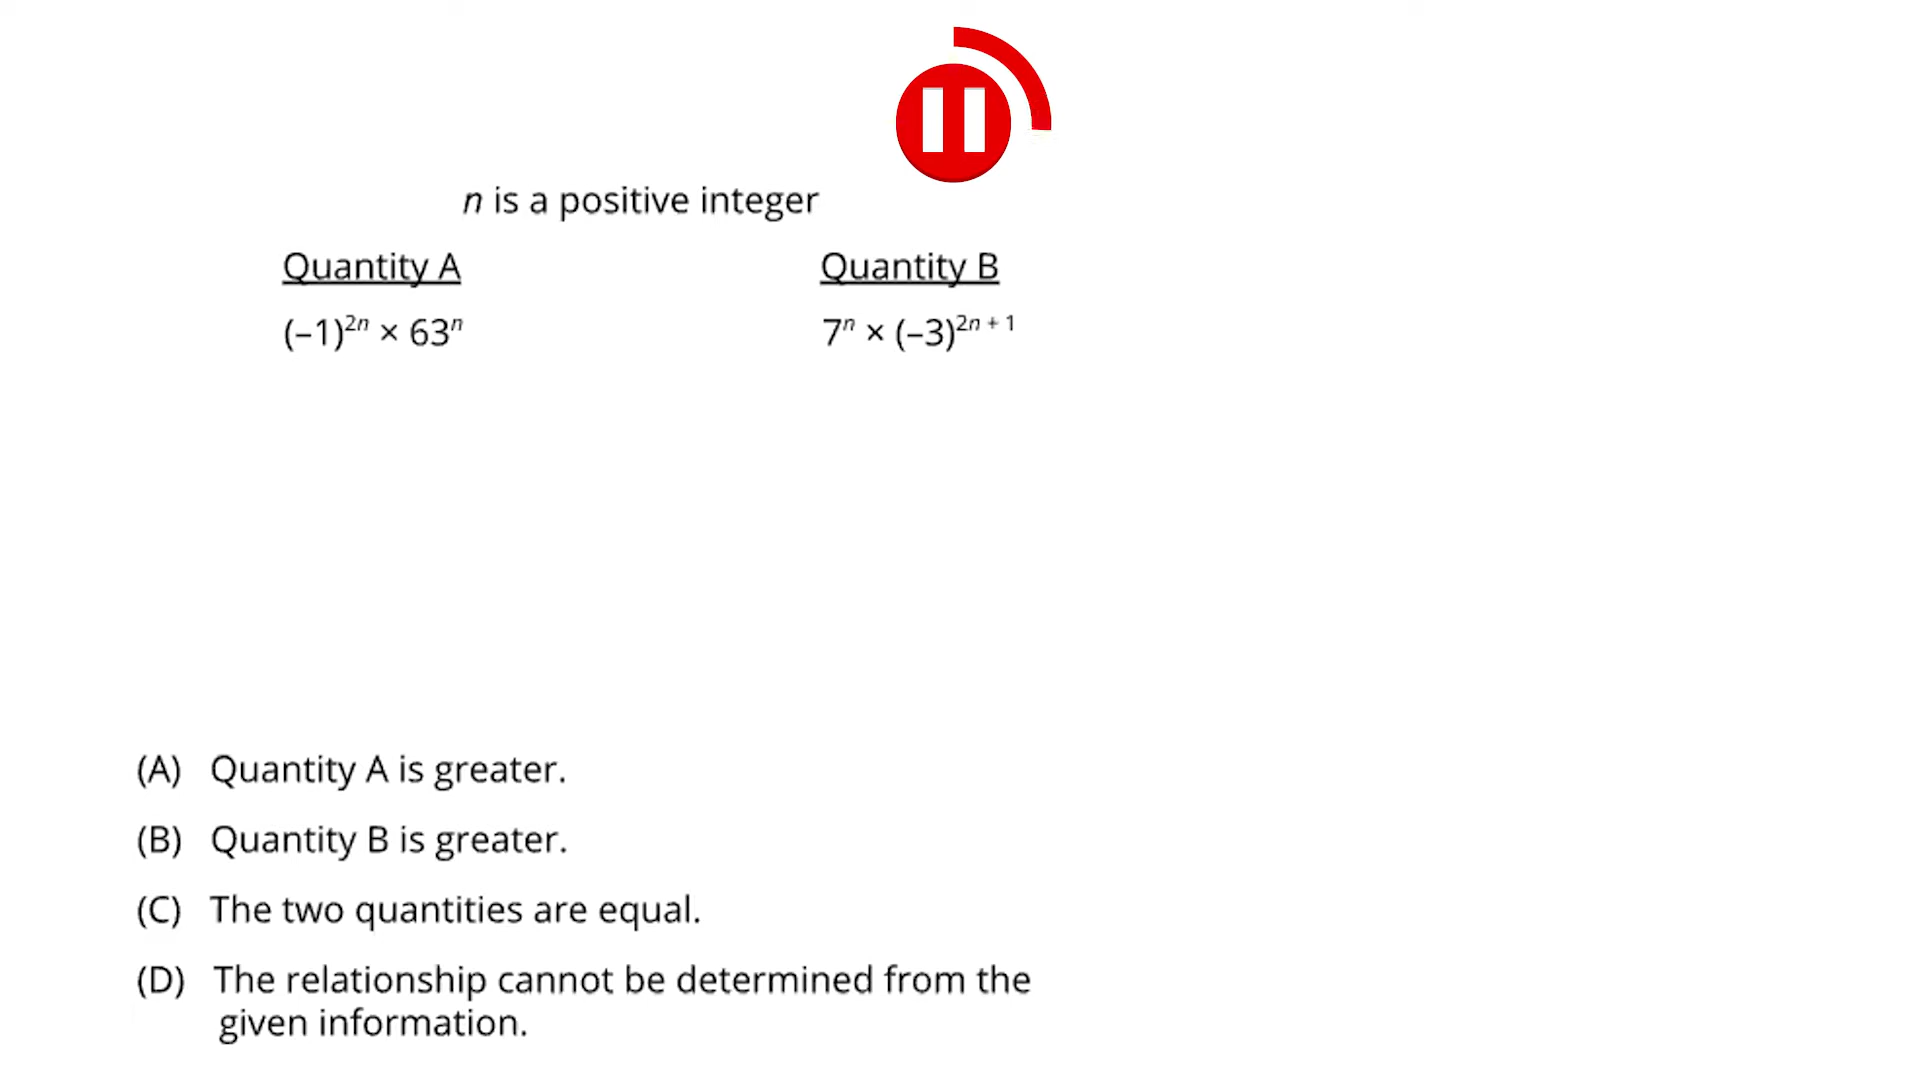 n is a positive integer
Quantity A Quantity B
(–1)²ⁿ × 63ⁿ 7ⁿ × (–3)²ⁿ⁺¹
(A) Quantity A is greater.
(B) Quantity B is greater.
(C) The two quantities are equal.
(D) The relationship cannot be determined from the
given information.